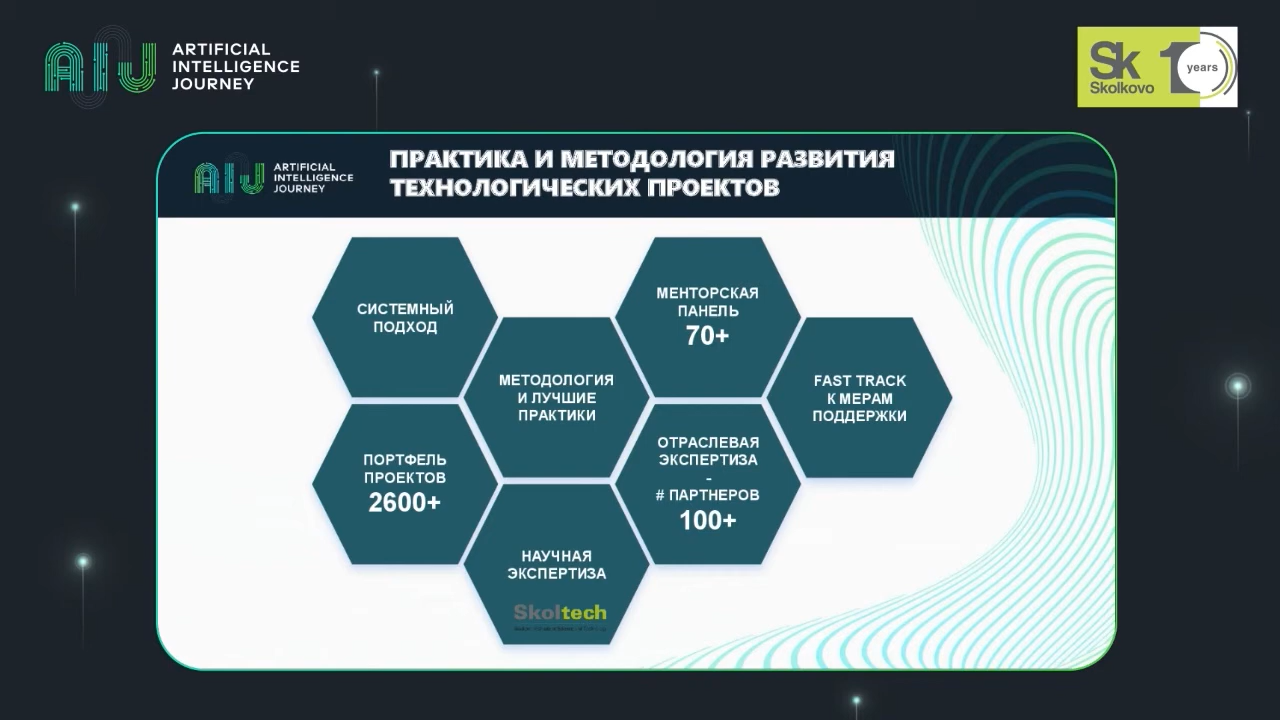 ARTIFICIAL
INTELLIGENCE
JOURNEY
Sk
Skolkovo
10
years
ARTIFICIAL
INTELLIGENCE
JOURNEY
ПРАКТИКА И МЕТОДОЛОГИЯ РАЗВИТИЯ
ТЕХНОЛОГИЧЕСКИХ ПРОЕКТОВ
СИСТЕМНЫЙ
ПОДХОД
МЕНТОРСКАЯ
ПАНЕЛЬ
70+
МЕТОДОЛОГИЯ
И ЛУЧШИЕ
ПРАКТИКИ
FAST TRACK
К МЕРАМ
ПОДДЕРЖКИ
ПОРТФЕЛЬ
ПРОЕКТОВ
2600+
ОТРАСЛЕВАЯ
ЭКСПЕРТИЗА
-
# ПАРТНЕРОВ
100+
НАУЧНАЯ
ЭКСПЕРТИЗА
Skoltech